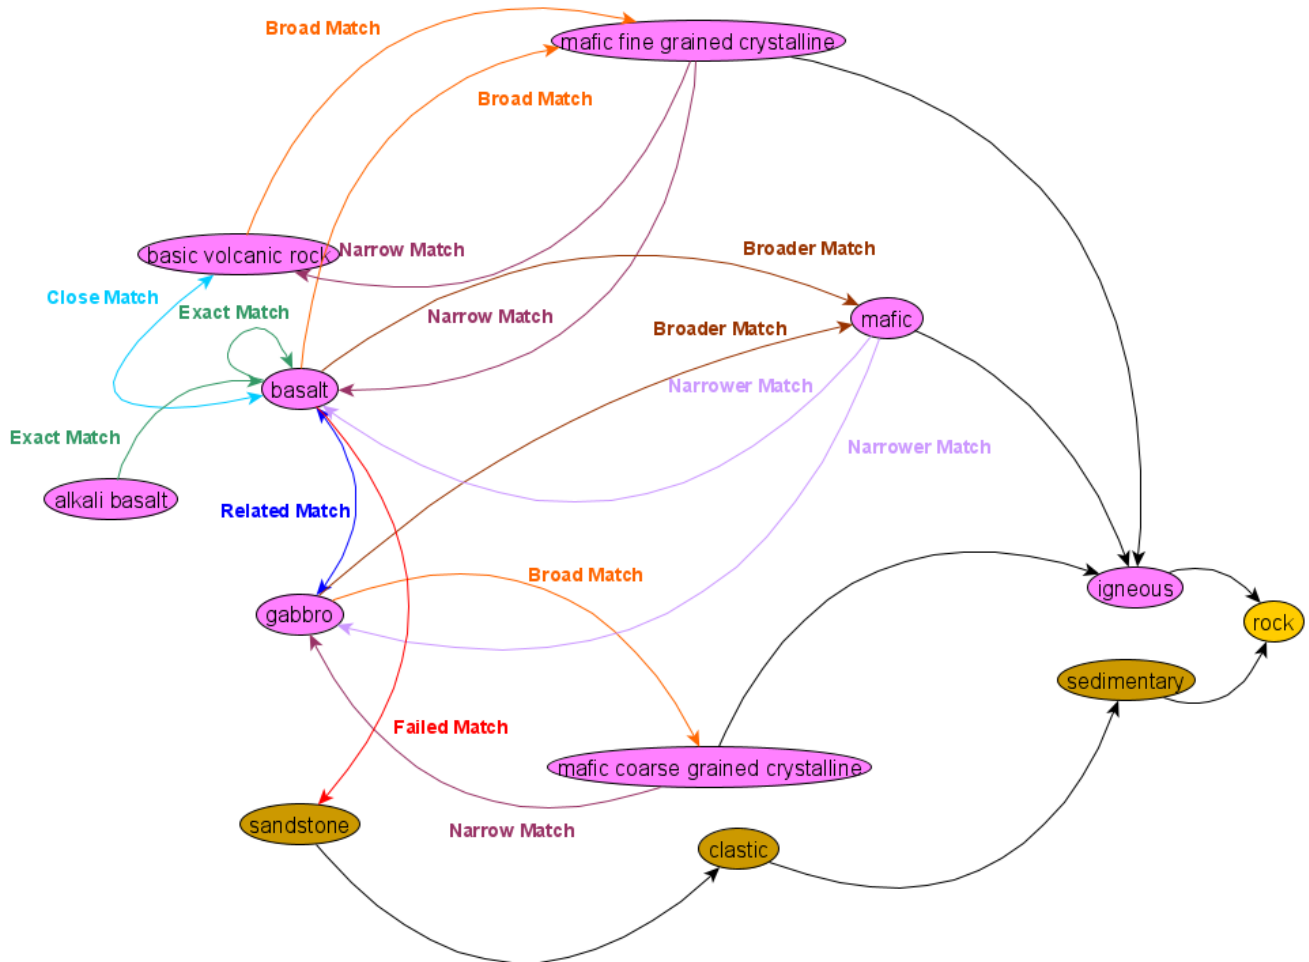 Broad Match
mafic fine grained crystalline
Broad Match
basic volcanic rock
Narrow Match
Broader Match
Close Match
Exact Match
Narrow Match
Broader Match
mafic
basalt
Narrower Match
Exact Match
Narrower Match
alkali basalt
Related Match
Broad Match
igneous
gabbro
rock
sedimentary
Failed Match
mafic coarse grained crystalline
sandstone
Narrow Match
clastic